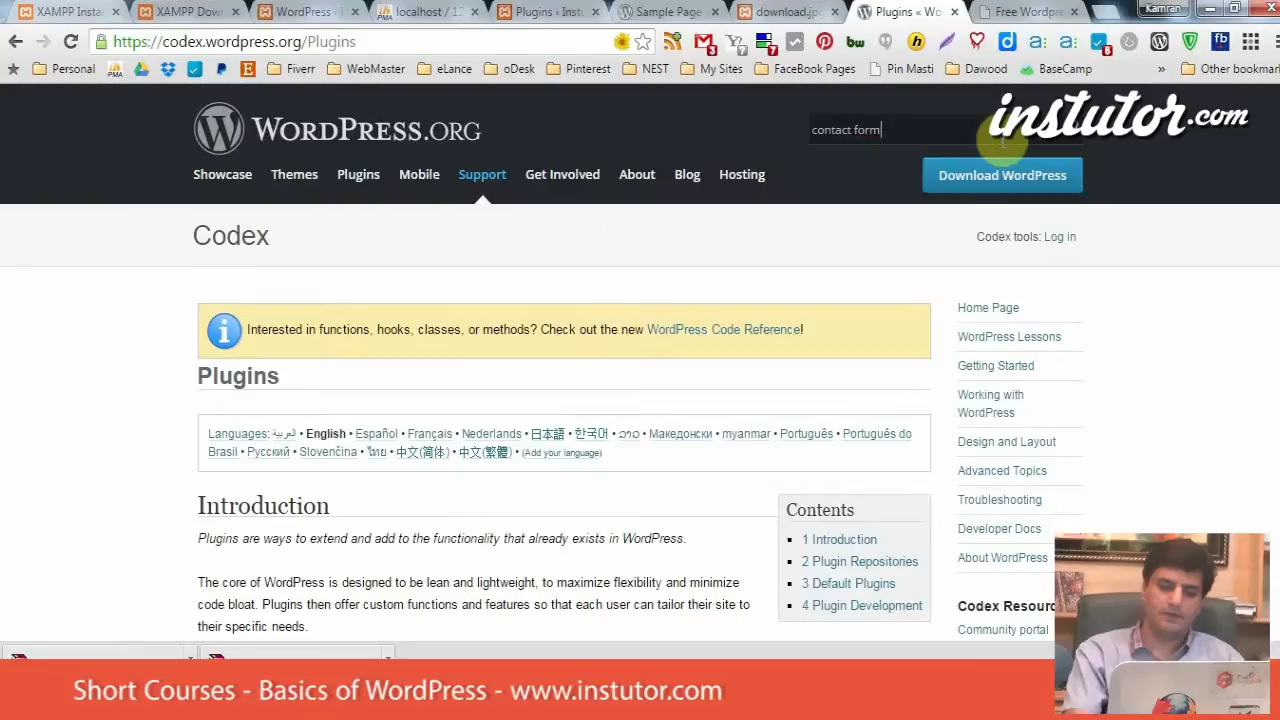 XAMPP Insta
XAMPP Dow
WordPress
localhost / 12
Plugins « Ins
Sample Page
download.jpg
Plugins « Wo
Free Wordpre
Kamran
https://codex.wordpress.org/Plugins
Personal
Fiverr
WebMaster
eLance
oDesk
Pinterest
NEST
My Sites
FaceBook Pages
Pin Masti
Dawood
BaseCamp
»
Other bookmar
WORDPRESS.ORG
contact form
instutor.com
Showcase Themes Plugins Mobile Support Get Involved About Blog Hosting
Download WordPress
Codex
Codex tools: Log in
Interested in functions, hooks, classes, or methods? Check out the new WordPress Code Reference!
Plugins
Languages: العربية • English • Español • Français • Nederlands • 日本語 • 한국어 • ລາວ • Македонски • myanmar • Português • Português do
Brasil • Русский • Slovenčina • ไทย • 中文(简体) • 中文(繁體) • (Add your language)
Introduction
Plugins are ways to extend and add to the functionality that already exists in WordPress.
The core of WordPress is designed to be lean and lightweight, to maximize flexibility and minimize
code bloat. Plugins then offer custom functions and features so that each user can tailor their site to
their specific needs.
Contents
1 Introduction
2 Plugin Repositories
3 Default Plugins
4 Plugin Development
Home Page
WordPress Lessons
Getting Started
Working with
WordPress
Design and Layout
Advanced Topics
Troubleshooting
Developer Docs
About WordPress
Codex Resour
Community portal
Short Courses - Basics of WordPress - www.instutor.com